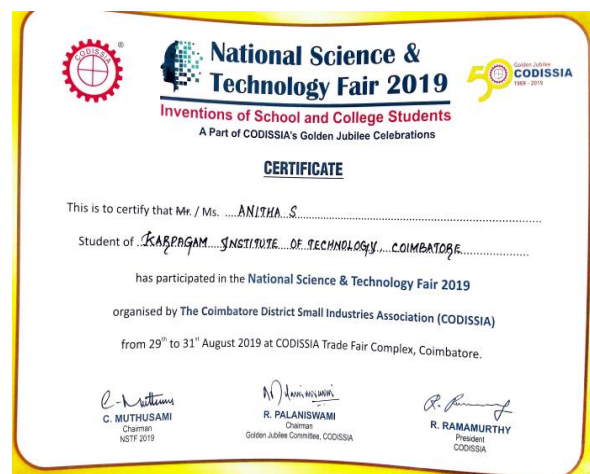 CODISSIA
®
National Science &
Technology Fair 2019
Inventions of School and College Students
A Part of CODISSIA's Golden Jubilee Celebrations
50
Golden Jubilee
CODISSIA
1969 - 2019
CERTIFICATE
This is to certify that Mr. / Ms. ....ANITHA S....
Student of ..KARPAGAM INSTITUTE OF TECHNOLOGY, COIMBATORE....
has participated in the National Science & Technology Fair 2019
organised by The Coimbatore District Small Industries Association (CODISSIA)
from 29th to 31st August 2019 at CODISSIA Trade Fair Complex, Coimbatore.
C. MUTHUSAMI
Chairman
NSTF 2019
R. PALANISWAMI
Chairman
Golden Jubilee Committee, CODISSIA
R. RAMAMURTHY
President
CODISSIA